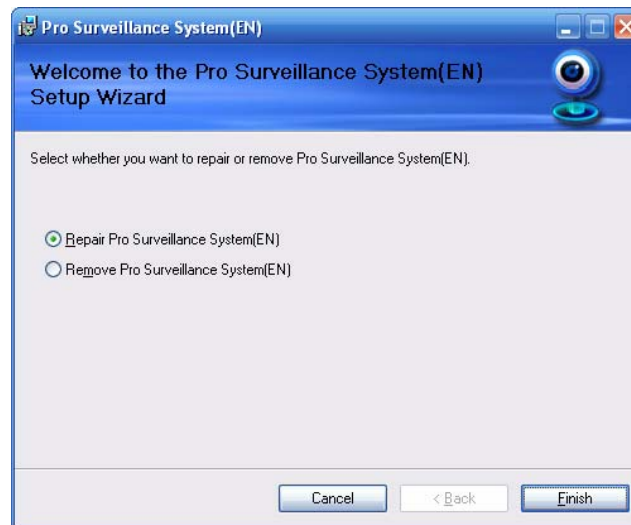 Pro Surveillance System(EN)
Welcome to the Pro Surveillance System(EN)
Setup Wizard
Select whether you want to repair or remove Pro Surveillance System(EN).
Repair Pro Surveillance System(EN)
Remove Pro Surveillance System(EN)
Cancel
< Back
Finish